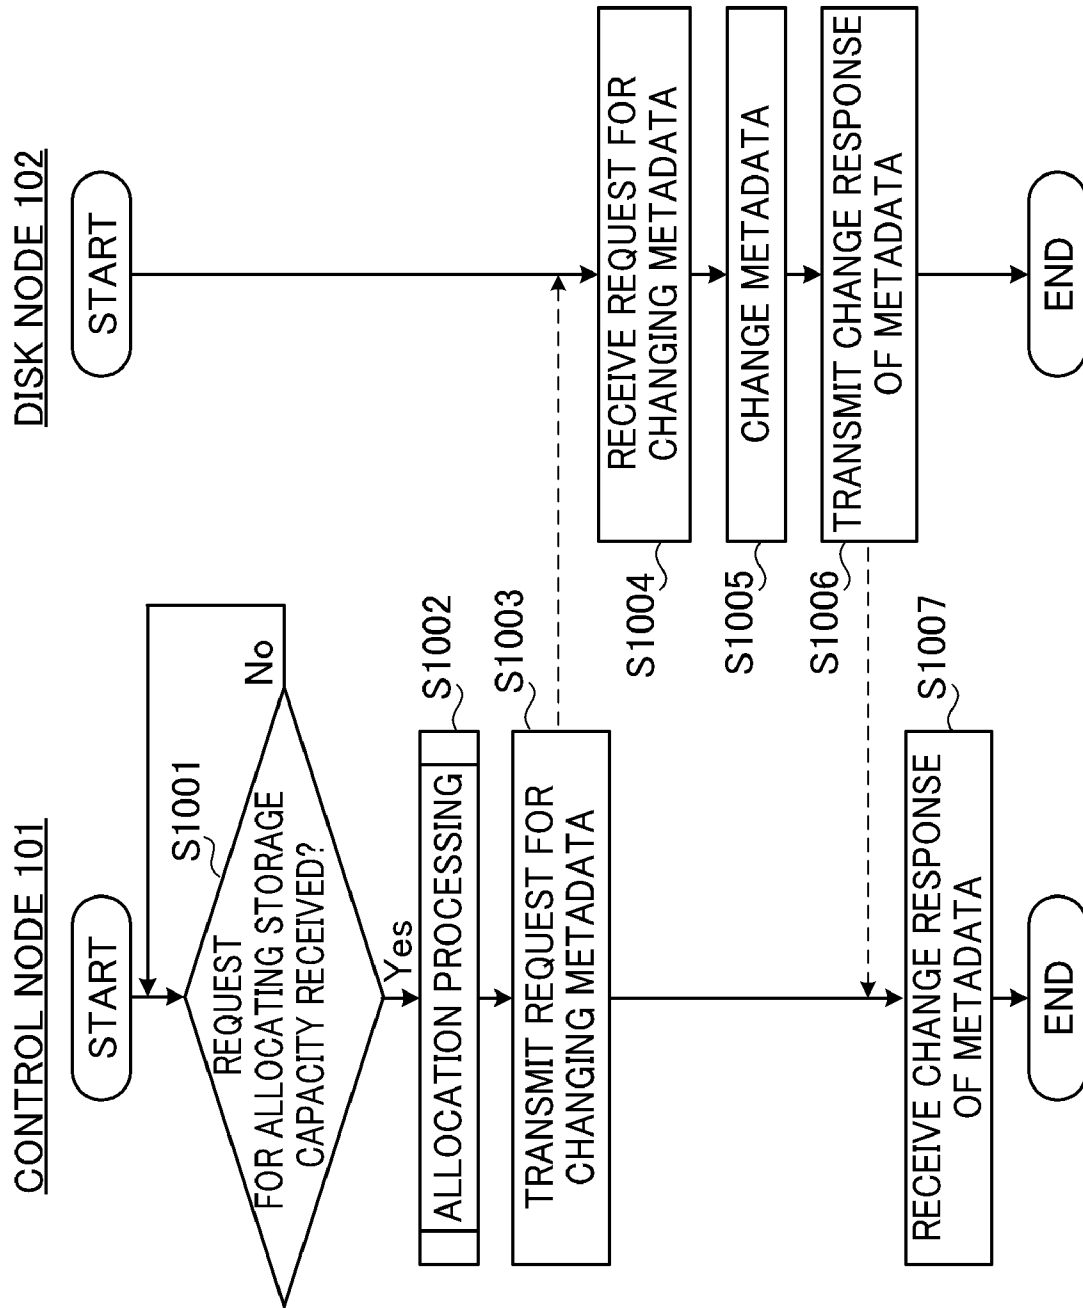 CONTROL NODE 101
START
S1001
REQUEST
FOR ALLOCATING STORAGE
CAPACITY RECEIVED?
No
Yes
S1002
ALLOCATION PROCESSING
S1003
TRANSMIT REQUEST FOR
CHANGING METADATA
S1007
RECEIVE CHANGE RESPONSE
OF METADATA
END
DISK NODE 102
START
S1004
RECEIVE REQUEST FOR
CHANGING METADATA
S1005
CHANGE METADATA
S1006
TRANSMIT CHANGE RESPONSE
OF METADATA
END